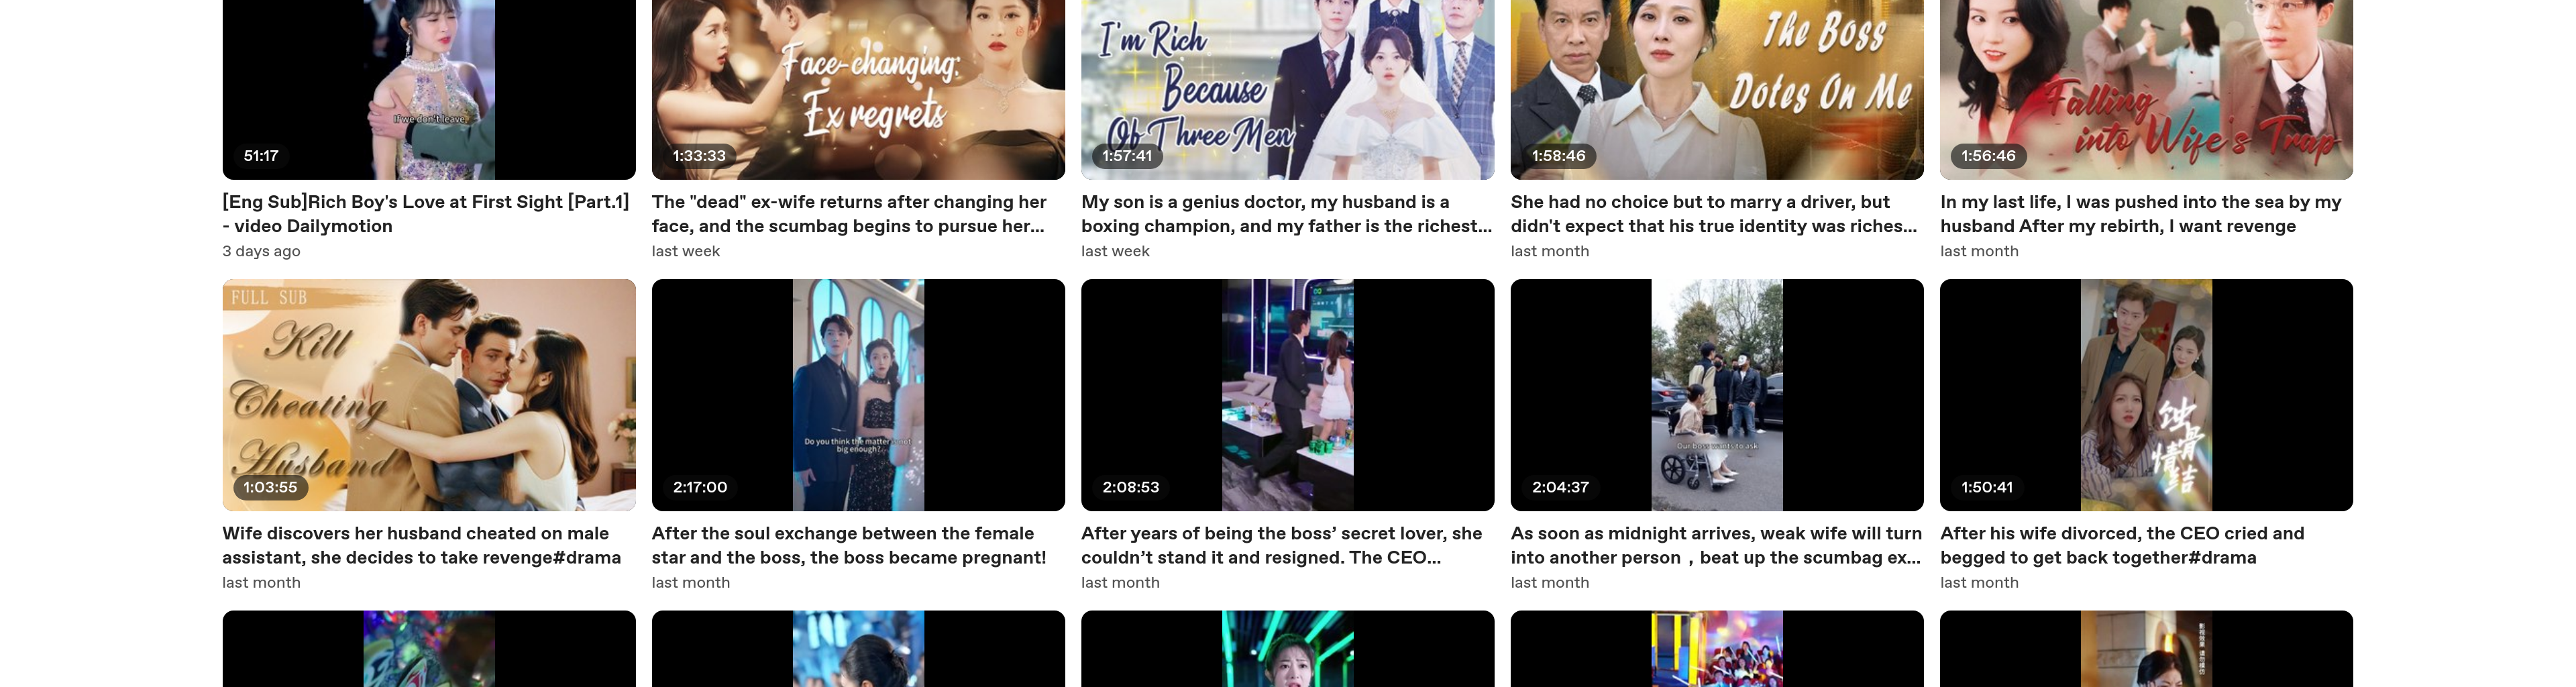 If we don't leave,
51:17
Face-changing:
Ex regrets
1:33:33
I'm Rich
Because
Of Three Men
1:57:41
The Boss
Dotes On Me
1:58:46
Falling
into Wife's Trap
1:56:46
[Eng Sub]Rich Boy's Love at First Sight [Part.1]
- video Dailymotion
3 days ago
The "dead" ex-wife returns after changing her
face, and the scumbag begins to pursue her...
last week
My son is a genius doctor, my husband is a
boxing champion, and my father is the richest...
last week
She had no choice but to marry a driver, but
didn't expect that his true identity was riches...
last month
In my last life, I was pushed into the sea by my
husband After my rebirth, I want revenge
last month
FULL SUB
Kill
Cheating
Husband
1:03:55
Do you think the matter is not
big enough?
2:17:00
2:08:53
Our boss wants to ask
2:04:37
蚀骨
情结
1:50:41
Wife discovers her husband cheated on male
assistant, she decides to take revenge#drama
last month
After the soul exchange between the female
star and the boss, the boss became pregnant!
last month
After years of being the boss’ secret lover, she
couldn’t stand it and resigned. The CEO...
last month
As soon as midnight arrives, weak wife will turn
into another person，beat up the scumbag ex...
last month
After his wife divorced, the CEO cried and
begged to get back together#drama
last month